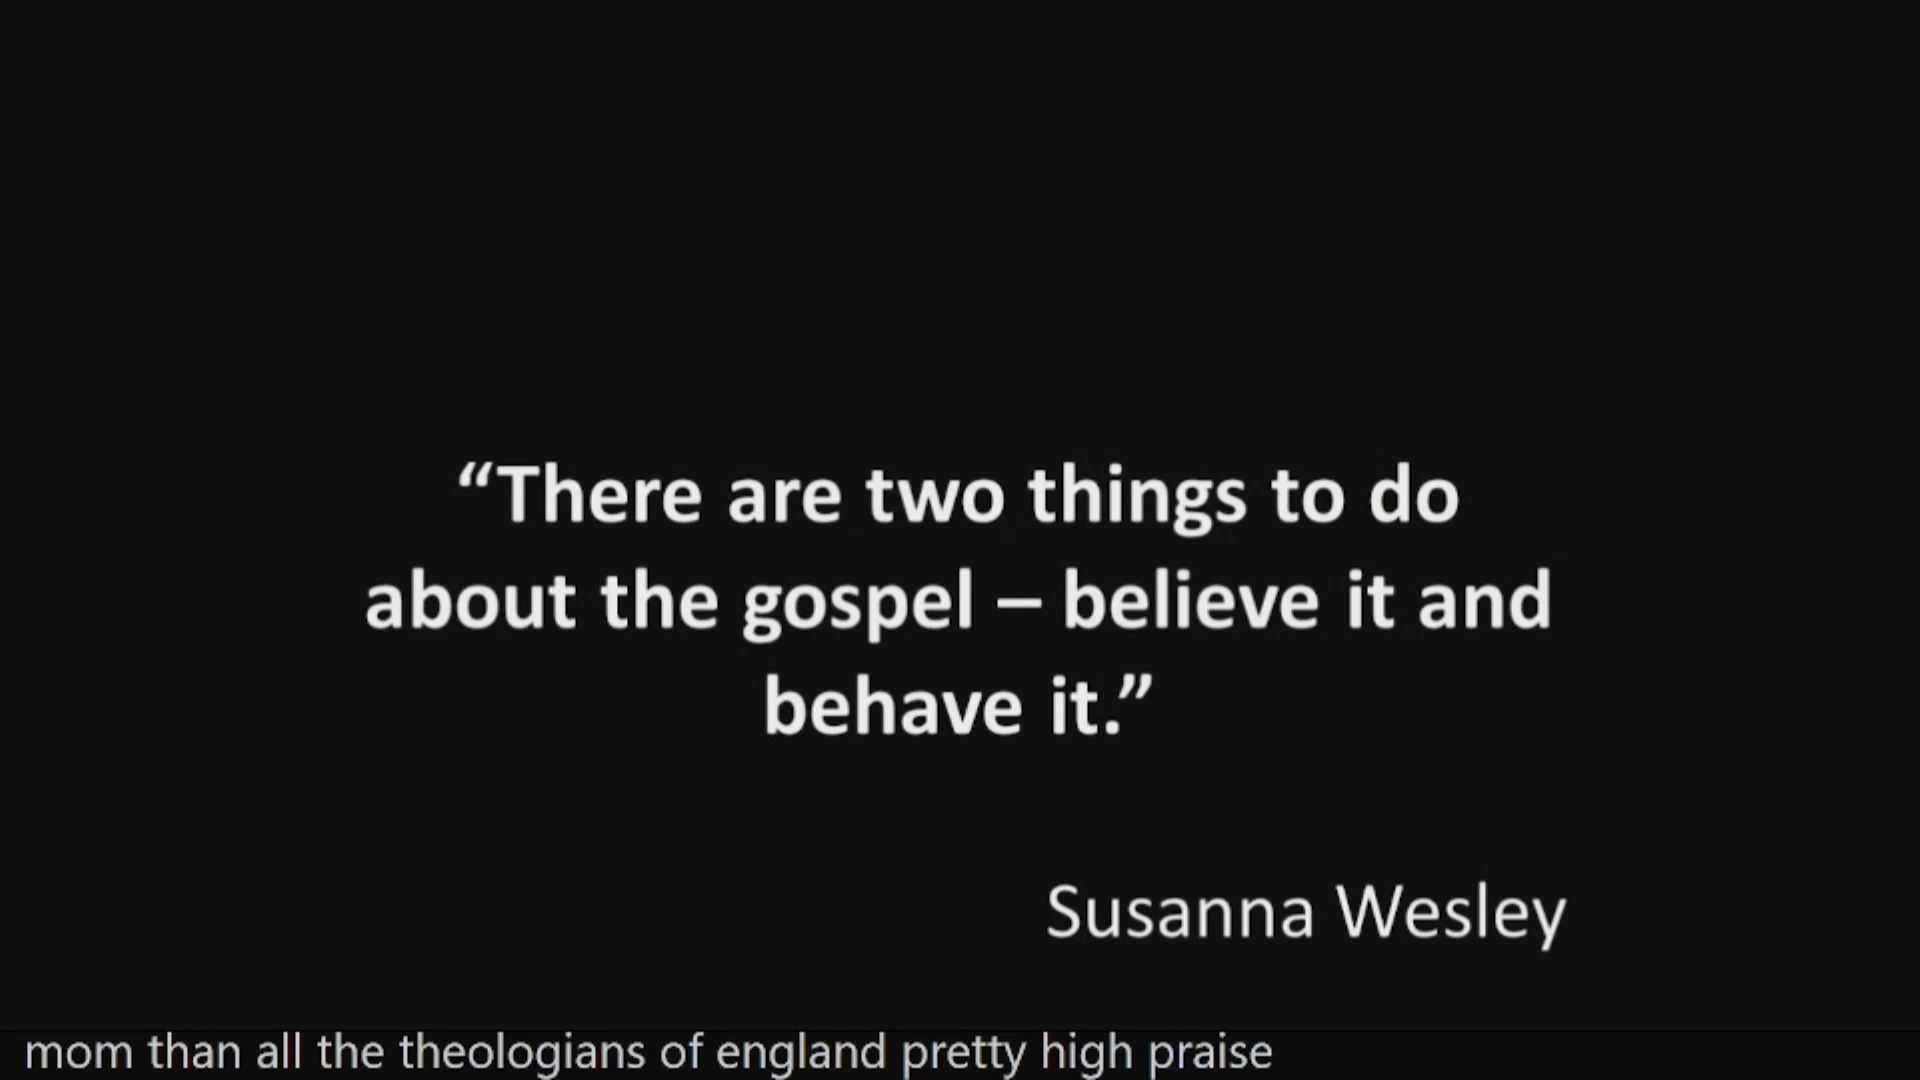 “There are two things to do
about the gospel – believe it and
behave it.”
Susanna Wesley
mom than all the theologians of england pretty high praise